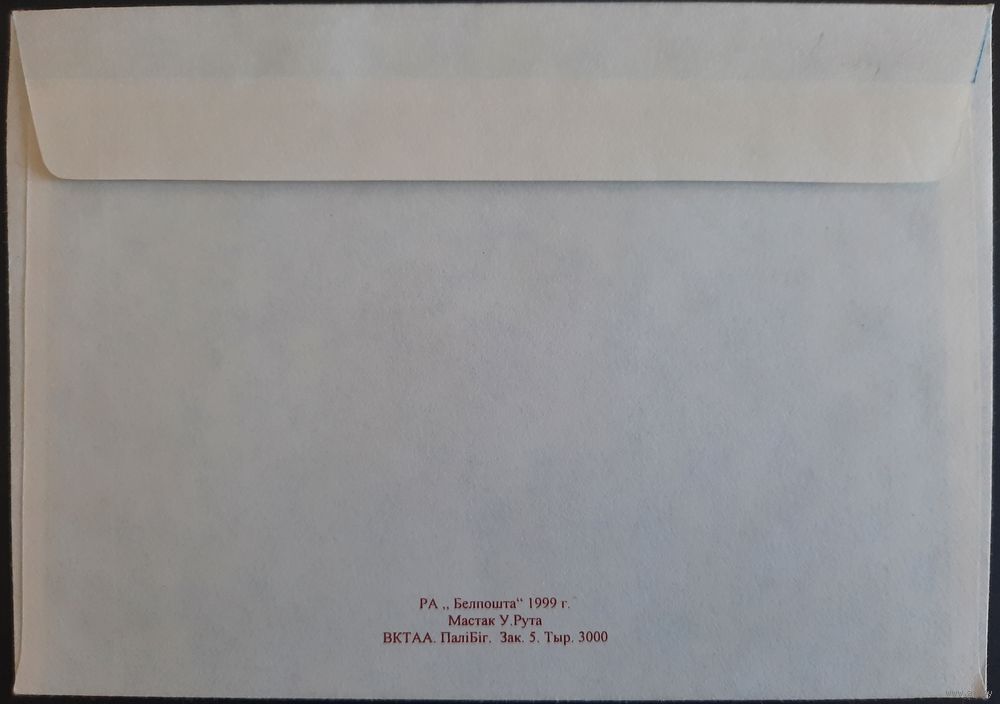 РА ,, Белпошта“ 1999 г.
Мастак У.Рута
ВКТАА. ПаліБіг. Зак. 5. Тыр. 3000